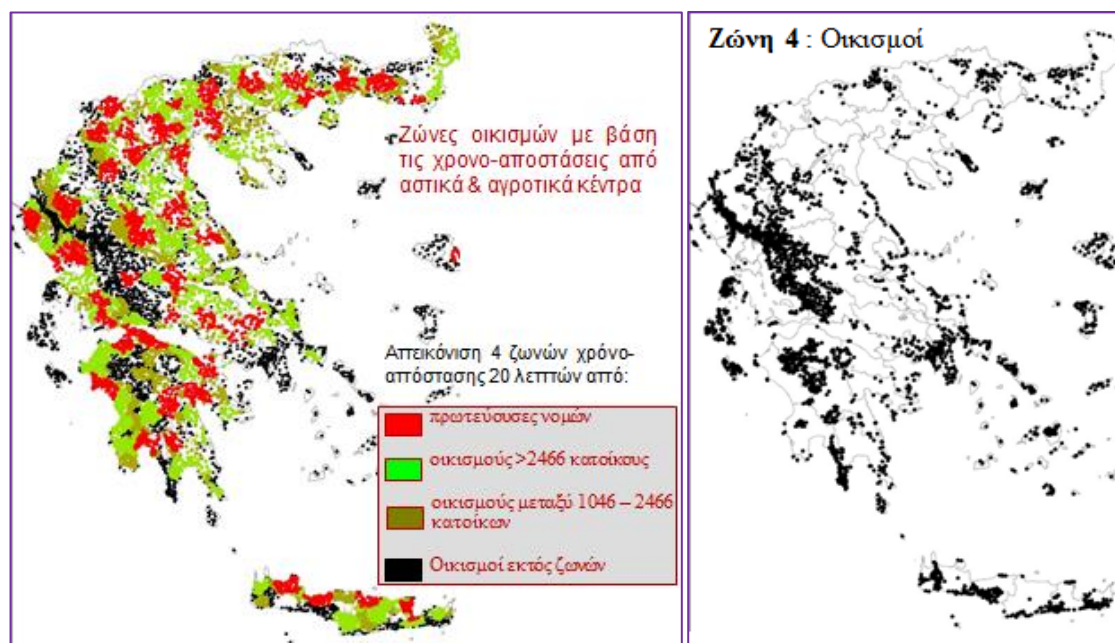 Ζώνες οικισμών με βάση
τις χρονο-αποστάσεις από
αστικά & αγροτικά κέντρα
Απεικόνιση 4 ζωνών χρόνο-
απόστασης 20 λεπτών από:
πρωτεύουσες νομών
οικισμούς >2466 κατοίκους
οικισμούς μεταξύ 1046 – 2466
κατοίκων
Οικισμοί εκτός ζωνών
Ζώνη 4 : Οικισμοί